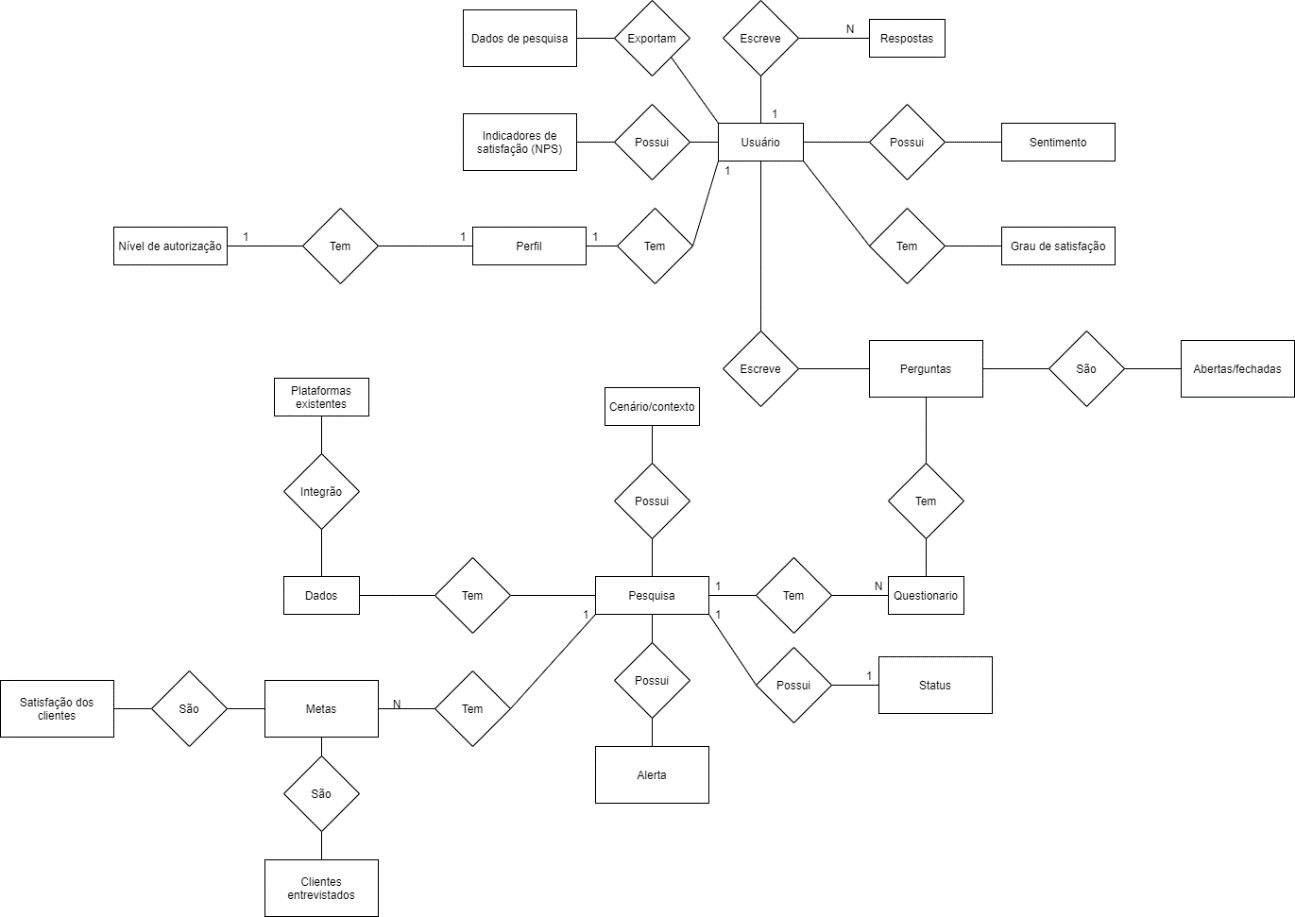 Dados de pesquisa
Exportam
Escreve
N
Respostas
1
Indicadores de
satisfação (NPS)
Possui
Usuário
Possui
Sentimento
1
Nível de autorização
1
Tem
1
Perfil
1
Tem
Tem
Grau de satisfação
Escreve
Perguntas
São
Abertas/fechadas
Plataformas
existentes
Cenário/contexto
Integrão
Possui
Tem
Dados
Tem
Pesquisa
1
Tem
N
Questionario
1
1
Satisfação dos
clientes
São
Metas
N
Tem
Possui
Possui
1
Status
Alerta
São
Clientes
entrevistados